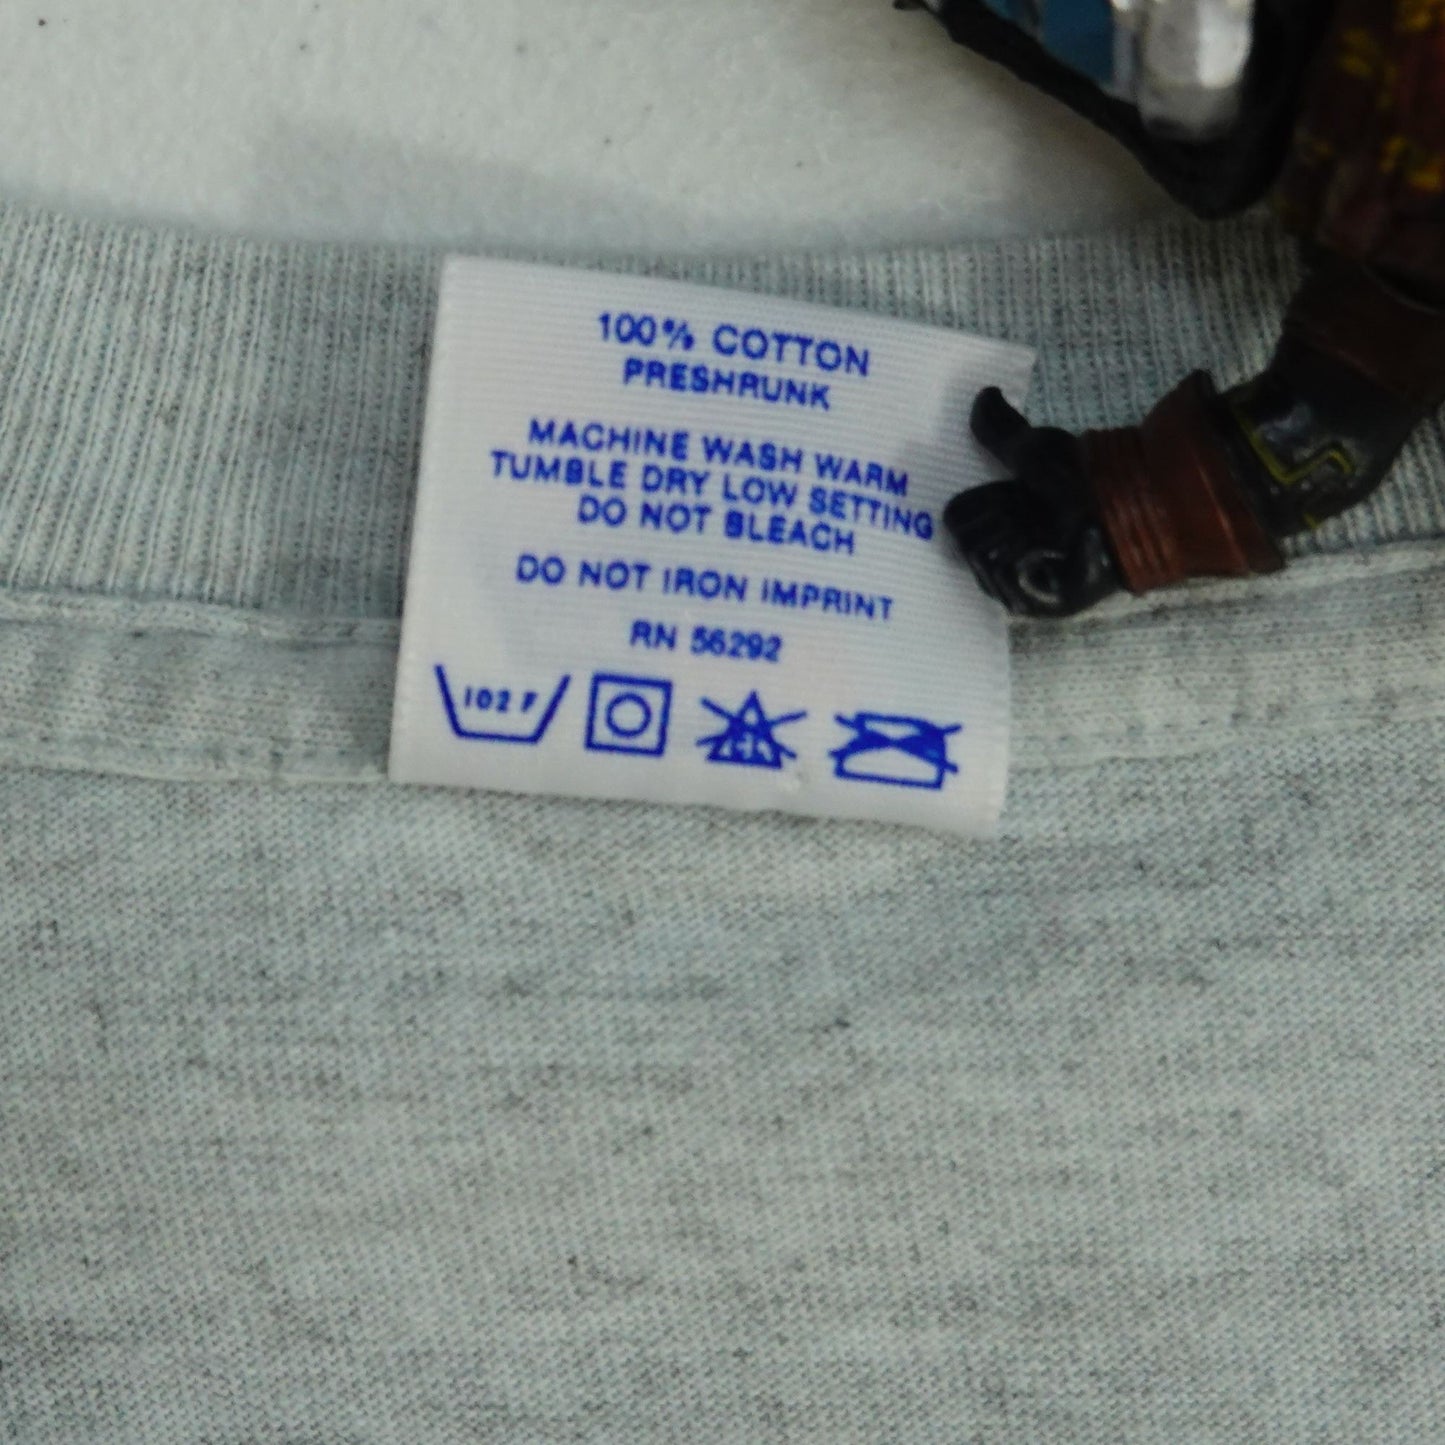 100% COTTON
PRESHRUNK
MACHINE WASH WARM
TUMBLE DRY LOW SETTING
DO NOT BLEACH
DO NOT IRON IMPRINT
RN 56292
102 F
CL